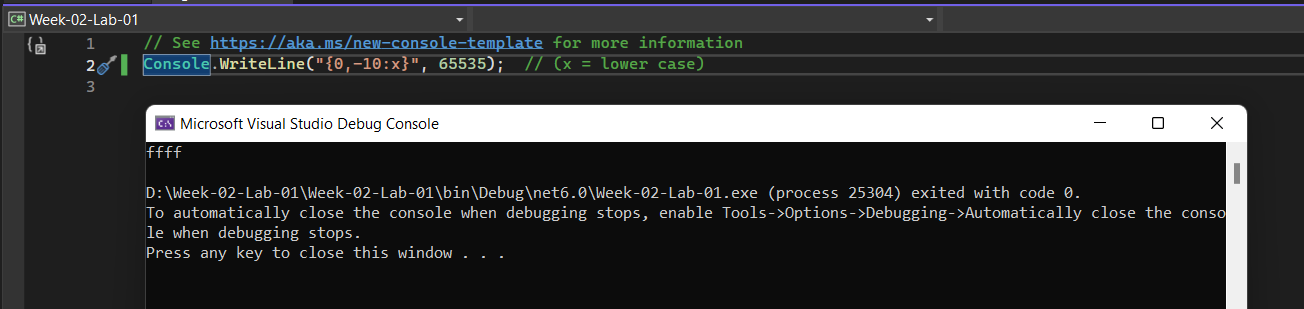 C# Week-02-Lab-01
1 // See https://aka.ms/new-console-template for more information
2 Console.WriteLine("{0,-10:x}", 65535);  // (x = lower case)
3
C:\ Microsoft Visual Studio Debug Console
ffff
D:\Week-02-Lab-01\Week-02-Lab-01\bin\Debug\net6.0\Week-02-Lab-01.exe (process 25304) exited with code 0.
To automatically close the console when debugging stops, enable Tools->Options->Debugging->Automatically close the conso
le when debugging stops.
Press any key to close this window . . .